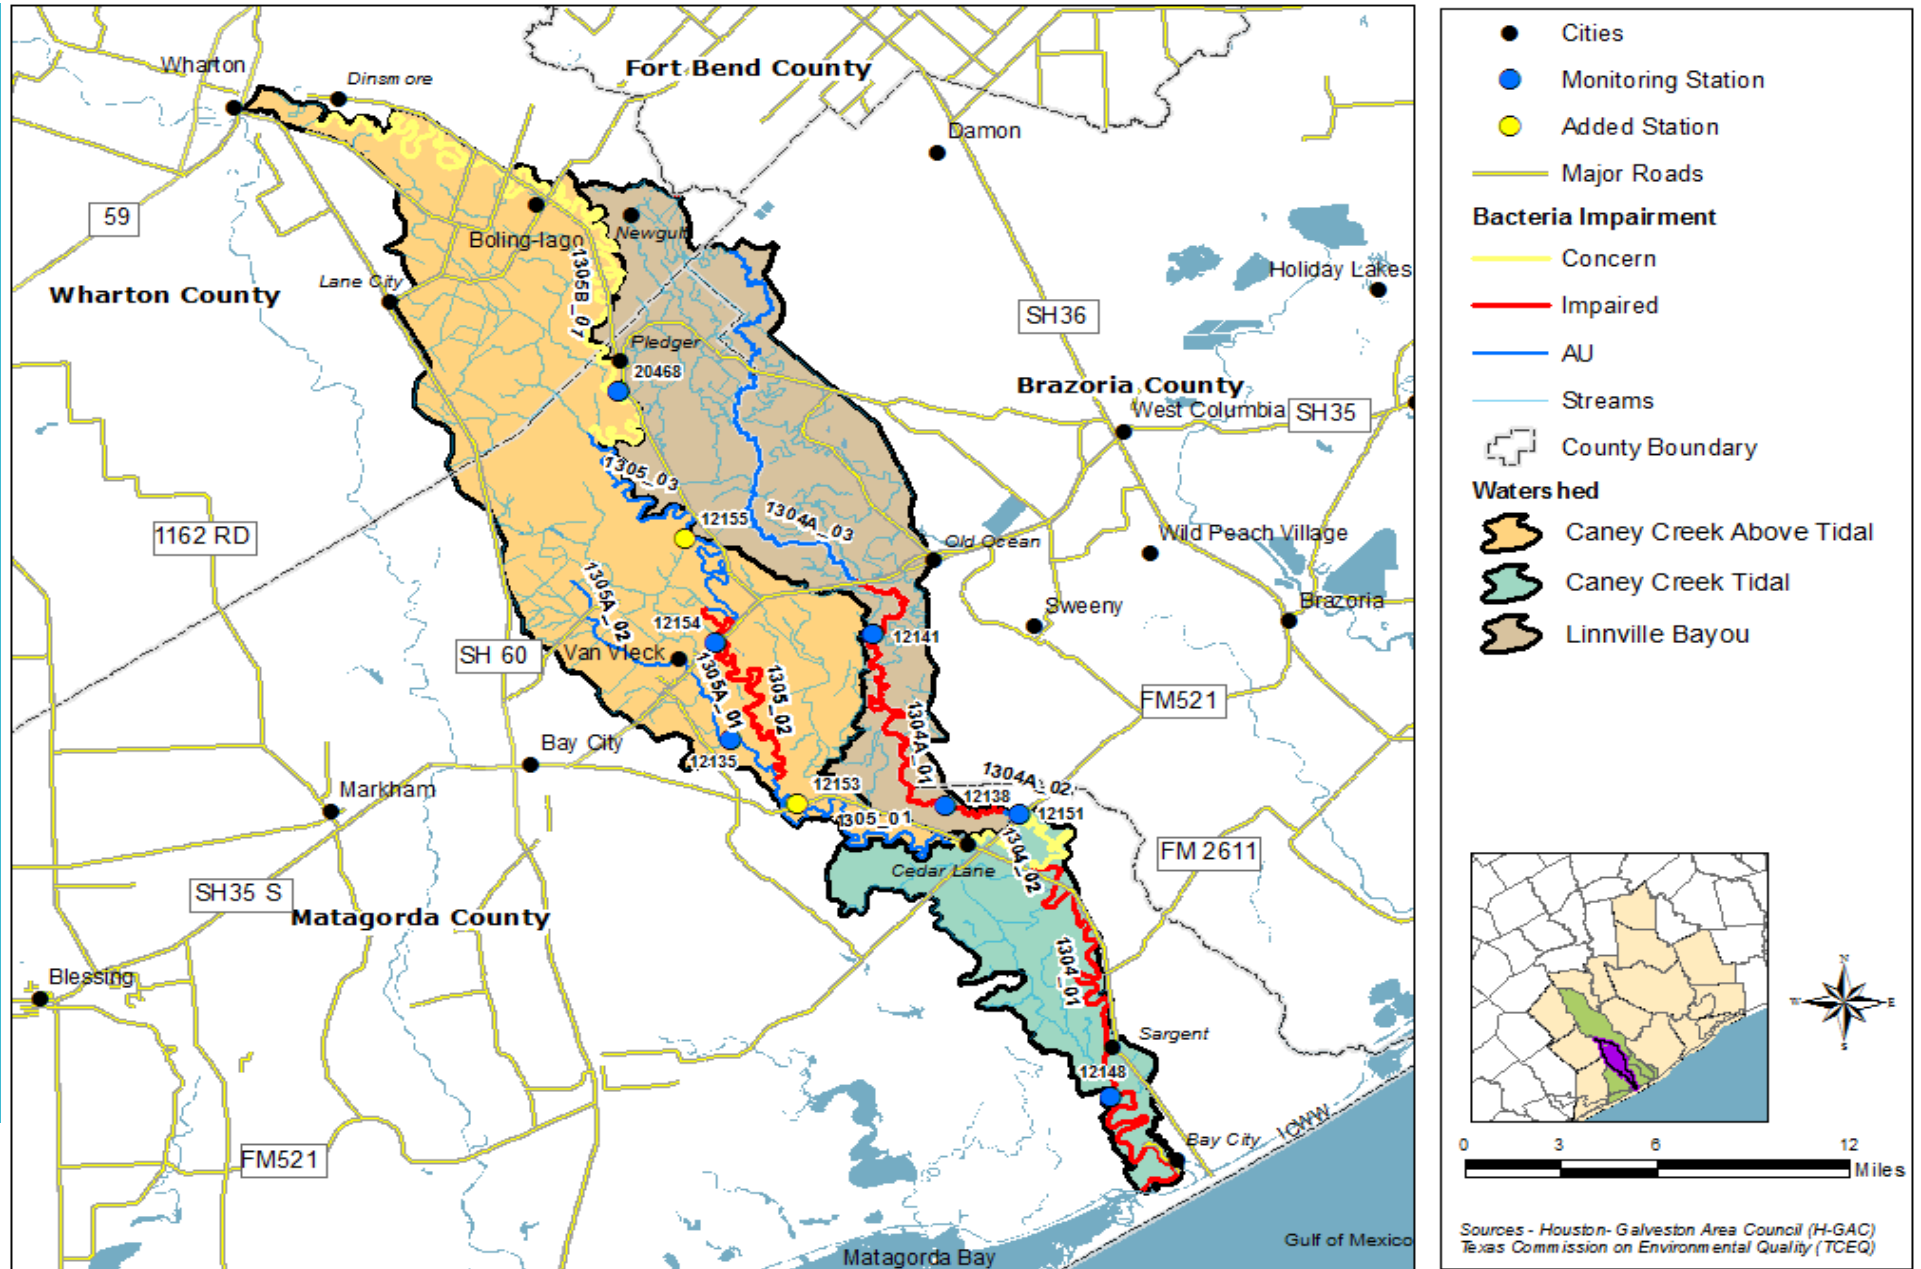 Wharton
Dinsmore
Fort Bend County
Damon
59
Boling-Iago
Newgulf
Lane City
Wharton County
1305B_01
Holiday Lakes
SH36
Pledger
20468
Brazoria County
West Columbia
SH35
1305_03
1304A_03
12155
1162 RD
Old Ocean
Wild Peach Village
1305A_02
12154
Sweeny
Brazoria
12141
SH 60
Van Vleck
1305A_01
1305_02
FM521
1304A_01
Bay City
12135
Markham
12153
1304A_02
12138
12151
1305_01
1304_02
FM 2611
Cedar Lane
SH35 S
Matagorda County
1304_01
Blessing
Sargent
12148
FM521
Bay City
ICWW
Gulf of Mexico
Matagorda Bay
Cities
Monitoring Station
Added Station
Major Roads
Bacteria Impairment
Concern
Impaired
AU
Streams
County Boundary
Watershed
Caney Creek Above Tidal
Caney Creek Tidal
Linnville Bayou
N
W E
S
0 3 6 12
Miles
Sources - Houston- Galveston Area Council (H-GAC)
Texas Commission on Environmental Quality (TCEQ)